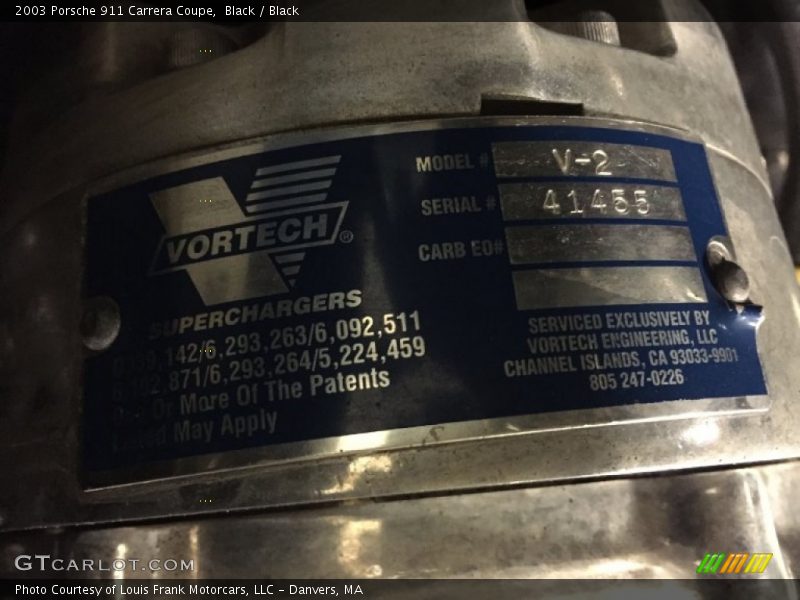 2003 Porsche 911 Carrera Coupe, Black / Black
VORTECH®
SUPERCHARGERS
142/6,293,263/6,092,511
871/6,293,264/5,224,459
Or More Of The Patents
May Apply
MODEL # V-2
SERIAL # 41455
CARB EO#
SERVICED EXCLUSIVELY BY
VORTECH ENGINEERING, LLC
CHANNEL ISLANDS, CA 93033-9901
805 247-0226
GTCARLOT.COM
Photo Courtesy of Louis Frank Motorcars, LLC – Danvers, MA